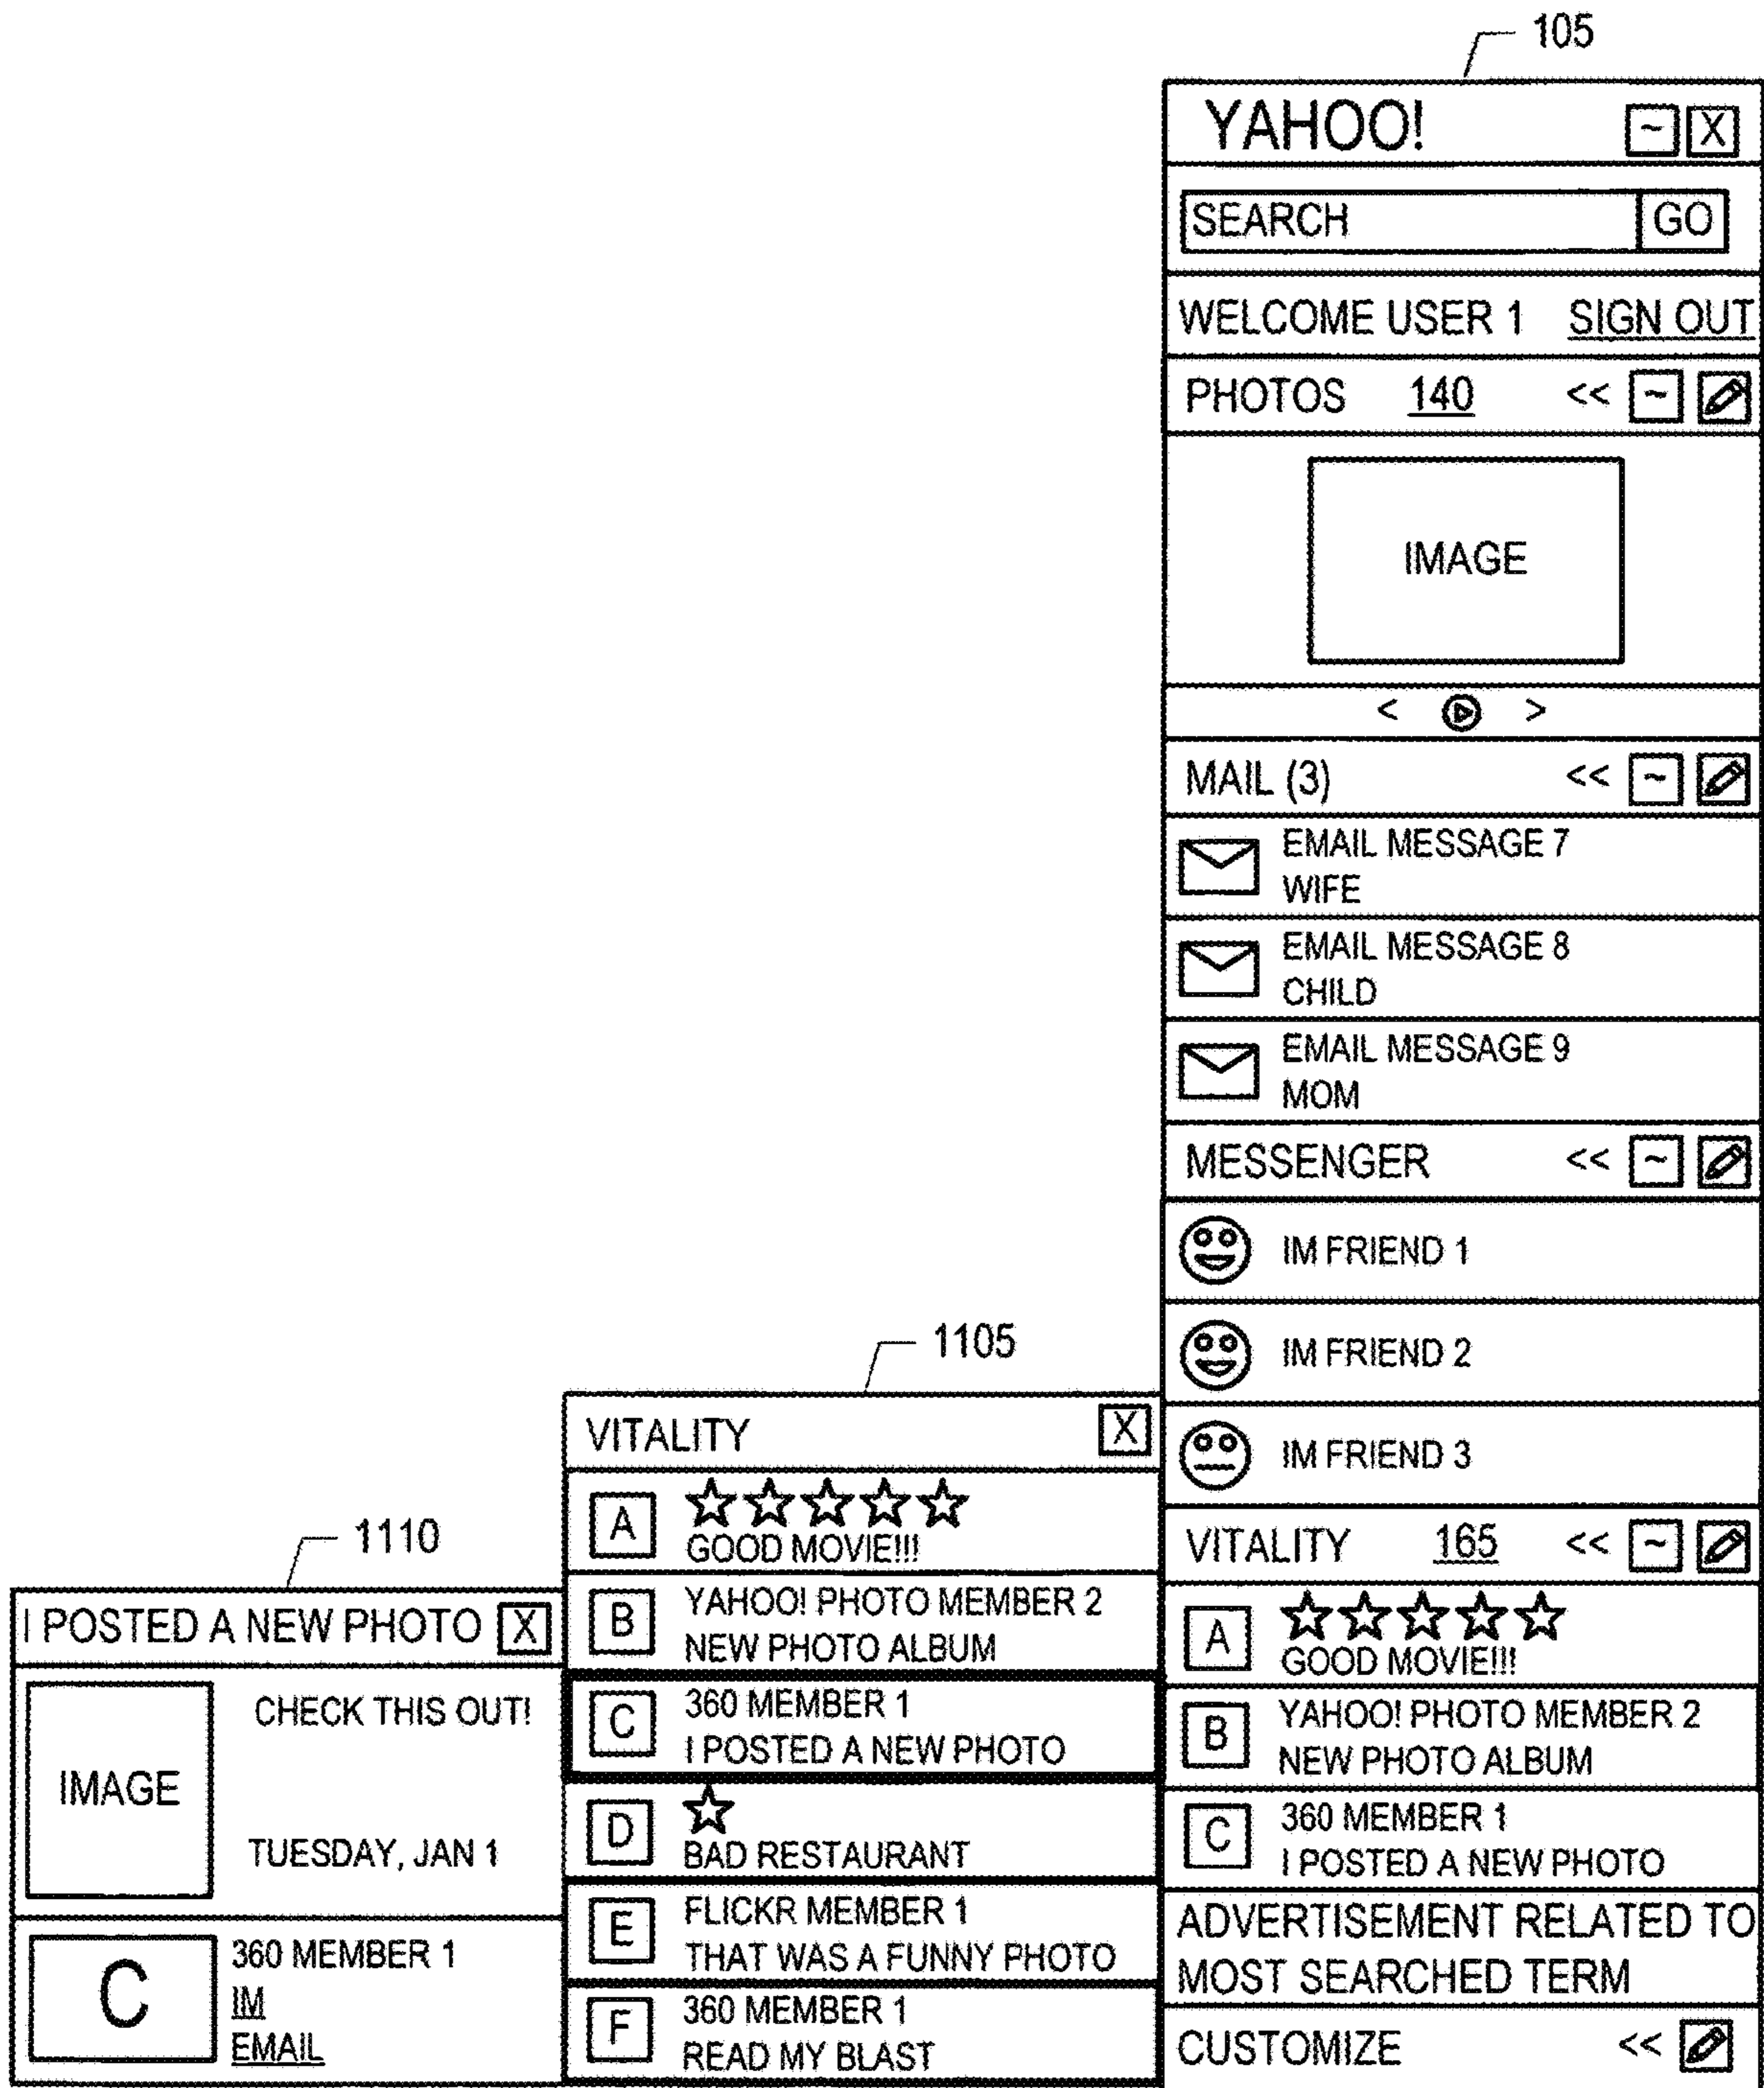 105
YAHOO! ~ X
SEARCH GO
WELCOME USER 1 SIGN OUT
PHOTOS 140 << ~
IMAGE
< >
MAIL (3) << ~
EMAIL MESSAGE 7
WIFE
EMAIL MESSAGE 8
CHILD
EMAIL MESSAGE 9
MOM
MESSENGER << ~
IM FRIEND 1
IM FRIEND 2
IM FRIEND 3
VITALITY 165 << ~
A
GOOD MOVIE!!!
B
YAHOO! PHOTO MEMBER 2
NEW PHOTO ALBUM
C
360 MEMBER 1
I POSTED A NEW PHOTO
ADVERTISEMENT RELATED TO
MOST SEARCHED TERM
CUSTOMIZE <<
1105
VITALITY X
A
GOOD MOVIE!!!
B
YAHOO! PHOTO MEMBER 2
NEW PHOTO ALBUM
C
360 MEMBER 1
I POSTED A NEW PHOTO
D
BAD RESTAURANT
E
FLICKR MEMBER 1
THAT WAS A FUNNY PHOTO
F
360 MEMBER 1
READ MY BLAST
1110
I POSTED A NEW PHOTO X
IMAGE
CHECK THIS OUT!
TUESDAY, JAN 1
C
360 MEMBER 1
IM
EMAIL